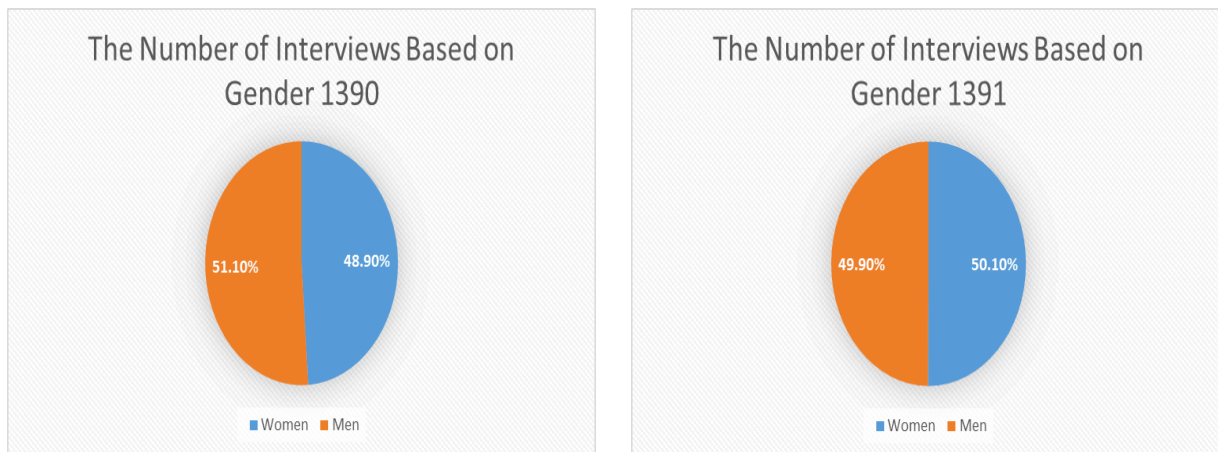 The Number of Interviews Based on
Gender 1390
51.10%
48.90%
Women Men
The Number of Interviews Based on
Gender 1391
49.90%
50.10%
Women Men